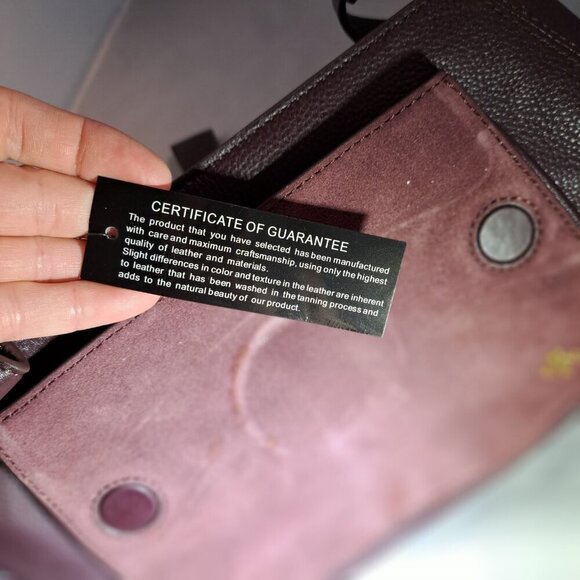 CERTIFICATE OF GUARANTEE
The product that you have selected has been manufactured
with care and maximum craftsmanship, using only the highest
quality of leather and materials.
Slight differences in color and texture in the leather are inherent
to leather that has been washed in the tanning process and
adds to the natural beauty of our product.